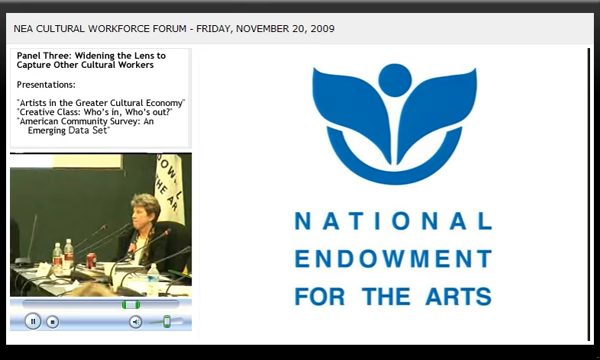 NEA CULTURAL WORKFORCE FORUM - FRIDAY, NOVEMBER 20, 2009
Panel Three: Widening the Lens to
Capture Other Cultural Workers
Presentations:
"Artists in the Greater Cultural Economy"
"Creative Class: Who's in, Who's out?"
"American Community Survey: An
Emerging Data Set"
THE AR
NATIONAL
ENDOWMENT
FOR THE ARTS